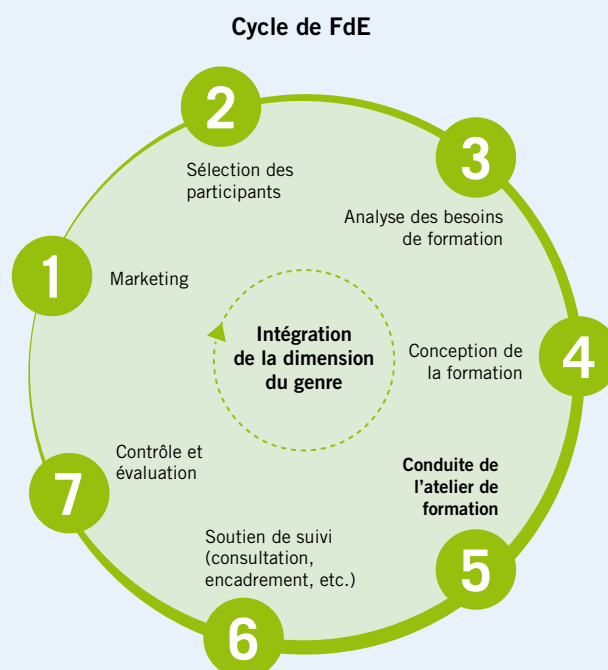 Cycle de FdE
1
Marketing
2
Sélection des
participants
3
Analyse des besoins
de formation
4
Conception de
la formation
5
Conduite de
l'atelier de
formation
6
Soutien de suivi
(consultation,
encadrement, etc.)
7
Contrôle et
évaluation
Intégration
de la dimension
du genre